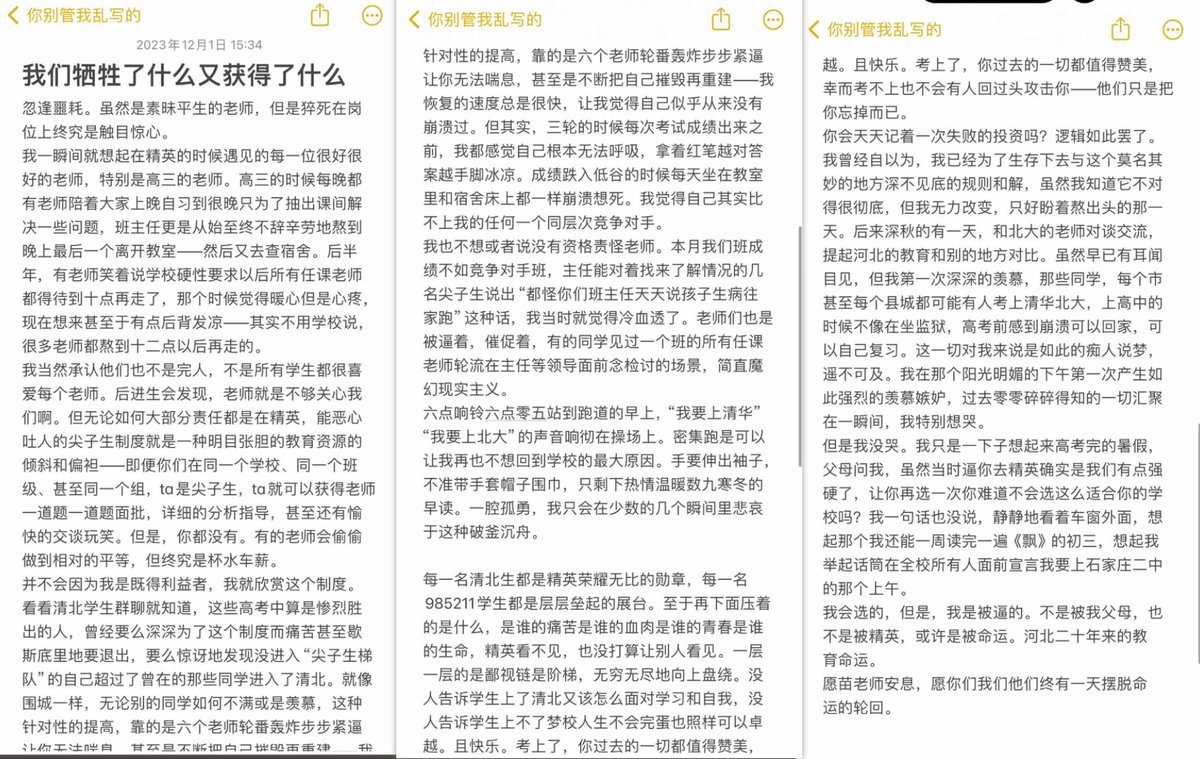 你别管我乱写的
2023年12月1日 15:34
我们牺牲了什么又获得了什么
忽逢噩耗。虽然是素昧平生的老师，但是猝死在岗
位上终究是触目惊心。
我一瞬间就想起在精英的时候遇见的每一位很好很
好的老师，特别是高三的老师。高三的时候每晚都
有老师陪着大家上晚自习到很晚只为了抽出课间解
决一些问题，班主任更是从始至终不辞辛劳地熬到
晚上最后一个离开教室——然后又去查宿舍。后半
年，有老师笑着说学校硬性要求以后所有任课老师
都得待到十点再走了，那个时候觉得暖心但是心疼，
现在想来甚至于有点后背发凉——其实不用学校说，
很多老师都熬到十二点以后再走的。
我当然承认他们也不是完人，不是所有学生都很喜
爱每个老师。后进生会发现，老师就是不够关心我
们啊。但无论如何大部分责任都是在精英，能恶心
吐人的尖子生制度就是一种明目张胆的教育资源的
倾斜和偏袒——即便你们在同一个学校、同一个班
级、甚至同一个组，ta是尖子生，ta就可以获得老师
一道题一道题面批，详细的分析指导，甚至还有愉
快的交谈玩笑。但是，你都没有。有的老师会偷偷
做到相对的平等，但终究是杯水车薪。
并不会因为我是既得利益者，我就欣赏这个制度。
看看清北学生群聊就知道，这些高考中算是惨烈胜
出的人，曾经要么深深为了这个制度而痛苦甚至歇
斯底里地要退出，要么惊讶地发现没进入“尖子生梯
队”的自己超过了曾在的那些同学进入了清北。就像
围城一样，无论别的同学如何不满或是羡慕，这种
针对性的提高，靠的是六个老师轮番轰炸步步紧逼
让你无法喘息，甚至是不断把自己摧毁再重建——我
你别管我乱写的
针对性的提高，靠的是六个老师轮番轰炸步步紧逼
让你无法喘息，甚至是不断把自己摧毁再重建——我
恢复的速度总是很快，让我觉得自己似乎从来没有
崩溃过。但其实，三轮的时候每次考试成绩出来之
前，我都感觉自己根本无法呼吸，拿着红笔越对答
案越手脚冰凉。成绩跌入低谷的时候每天坐在教室
里和宿舍床上都一样崩溃想死。我觉得自己其实比
不上我的任何一个同层次竞争对手。
我也不想或者说没有资格责怪老师。本月我们班成
绩不如竞争对手班，主任能对着找来了解情况的几
名尖子生说出“都怪你们班主任天天说孩子生病往
家跑”这种话，我当时就觉得冷血透了。老师们也是
被逼着，催促着，有的同学见过一个班的所有任课
老师轮流在主任等领导面前念检讨的场景，简直魔
幻现实主义。
六点响铃六点零五站到跑道的早上，“我要上清华”
“我要上北大”的声音响彻在操场上。密集跑是可以
让我再也不想回到学校的最大原因。手要伸出袖子，
不准带手套帽子围巾，只剩下热情温暖数九寒冬的
早读。一腔孤勇，我只会在少数的几个瞬间里悲哀
于这种破釜沉舟。
每一名清北生都是精英荣耀无比的勋章，每一名
985211学生都是层层垒起的展台。至于再下面压着
的是什么，是谁的痛苦是谁的血肉是谁的青春是谁
的生命，精英看不见，也没打算让别人看见。一层
一层的是鄙视链是阶梯，无穷无尽地向上盘绕。没
人告诉学生上了清北又该怎么面对学习和自我，没
人告诉学生上不了梦校人生不会完蛋也照样可以卓
越。且快乐。考上了，你过去的一切都值得赞美，
你别管我乱写的
越。且快乐。考上了，你过去的一切都值得赞美，
幸而考不上也不会有人回过头攻击你——他们只是把
你忘掉而已。
你会天天记着一次失败的投资吗？逻辑如此罢了。
我曾经自以为，我已经为了生存下去与这个莫名其
妙的地方深不见底的规则和解，虽然我知道它不对
得很彻底，但我无力改变，只好盼着熬出头的那一
天。后来深秋的有一天，和北大的老师对谈交流，
提起河北的教育和别的地方对比。虽然早已有耳闻
目见，但我第一次深深的羡慕，那些同学，每个市
甚至每个县城都可能有人考上清华北大，上高中的
时候不像在坐监狱，高考前感到崩溃可以回家，可
以自己复习。这一切对我来说是如此的痴人说梦，
遥不可及。我在那个阳光明媚的下午第一次产生如
此强烈的羡慕嫉妒，过去零零碎碎得知的一切汇聚
在一瞬间，我特别想哭。
但是我没哭。我只是一下子想起来高考完的暑假，
父母问我，虽然当时逼你去精英确实是我们有点强
硬了，让你再选一次你难道不会选这么适合你的学
校吗？我一句话也没说，静静地看着车窗外面，想
起那个我还能一周读完一遍《飘》的初三，想起我
举起话筒在全校所有人面前宣言我要上石家庄二中
的那个上午。
我会选的，但是，我是被逼的。不是被我父母，也
不是被精英，或许是被命运。河北二十年来的教
育命运。
愿苗老师安息，愿你们我们他们终有一天摆脱命
运的轮回。